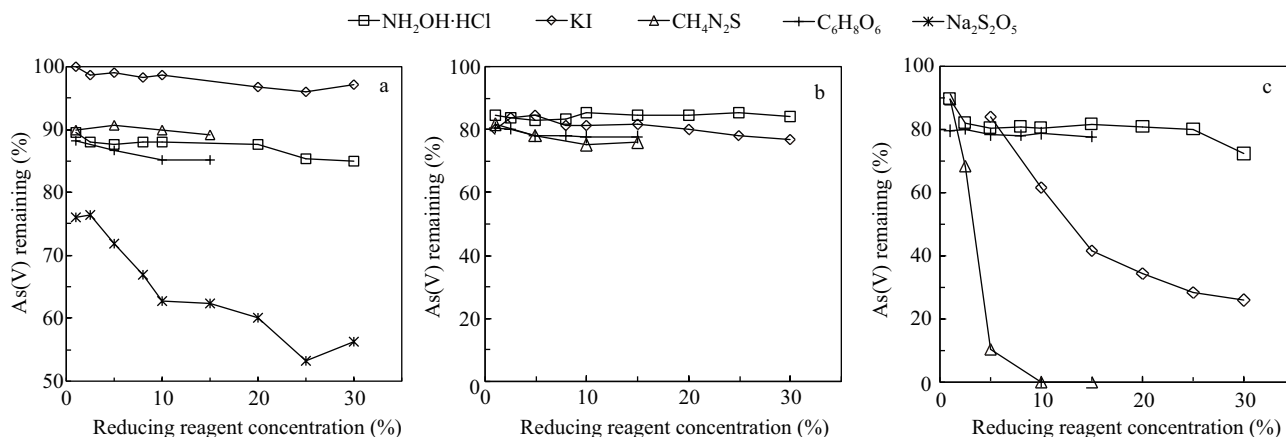 NH₂OH·HCl KI CH₄N₂S C₆H₈O₆ Na₂S₂O₅
a
100
90
80
70
60
50
0 10 20 30
As(V) remaining (%)
Reducing reagent concentration (%)
b
100
80
60
40
20
0
0 10 20 30
As(V) remaining (%)
Reducing reagent concentration (%)
c
100
80
60
40
20
0
0 10 20 30
As(V) remaining (%)
Reducing reagent concentration (%)